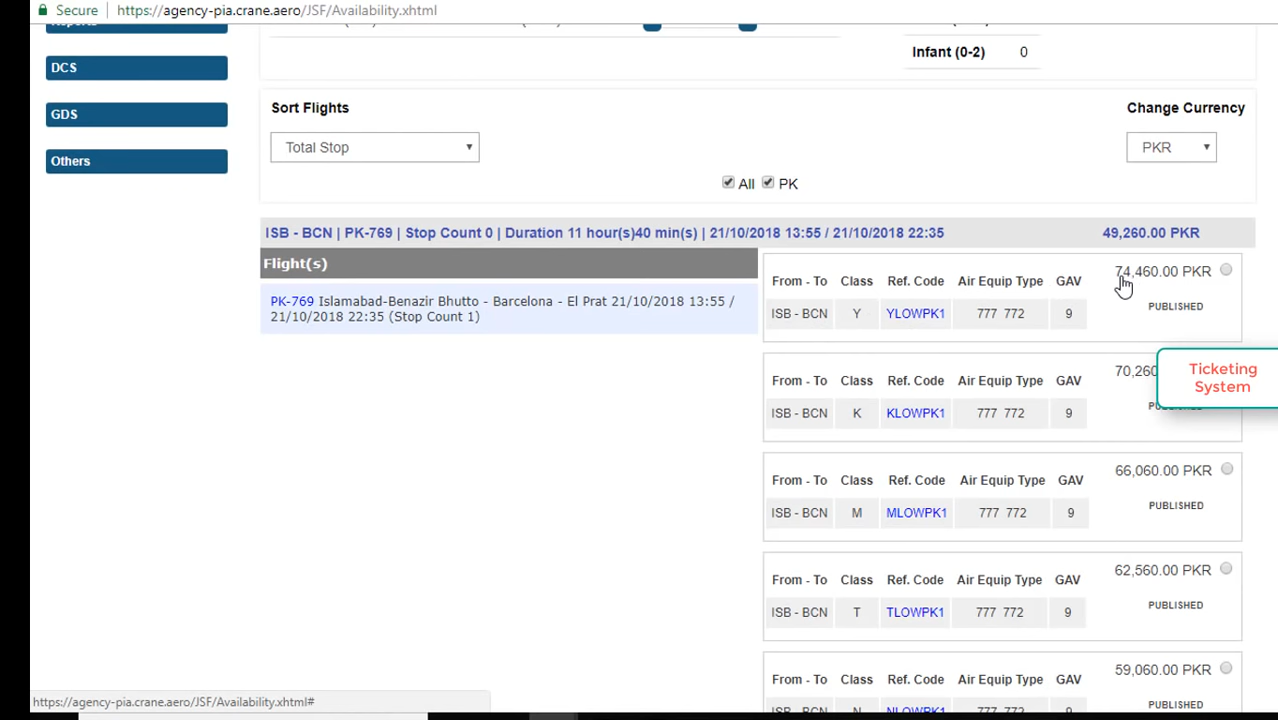 Secure https://agency-pia.crane.aero/JSF/Availability.xhtml
Reports
DCS
GDS
Others
Infant (0-2) 0
Sort Flights
Total Stop
Change Currency
PKR
All PK
ISB - BCN | PK-769 | Stop Count 0 | Duration 11 hour(s)40 min(s) | 21/10/2018 13:55 / 21/10/2018 22:35 49,260.00 PKR
Flight(s)
PK-769 Islamabad-Benazir Bhutto - Barcelona - El Prat 21/10/2018 13:55 /
21/10/2018 22:35 (Stop Count 1)
From - To Class Ref. Code Air Equip Type GAV
ISB - BCN Y YLOWPK1 777 772 9
74,460.00 PKR
PUBLISHED
From - To Class Ref. Code Air Equip Type GAV
ISB - BCN K KLOWPK1 777 772 9
70,260
Ticketing
System
From - To Class Ref. Code Air Equip Type GAV
ISB - BCN M MLOWPK1 777 772 9
66,060.00 PKR
PUBLISHED
From - To Class Ref. Code Air Equip Type GAV
ISB - BCN T TLOWPK1 777 772 9
62,560.00 PKR
PUBLISHED
From - To Class Ref. Code Air Equip Type GAV
ISB - BCN N NLOWPK1 777 772 9
59,060.00 PKR
PUBLISHED
https://agency-pia.crane.aero/JSF/Availability.xhtml#